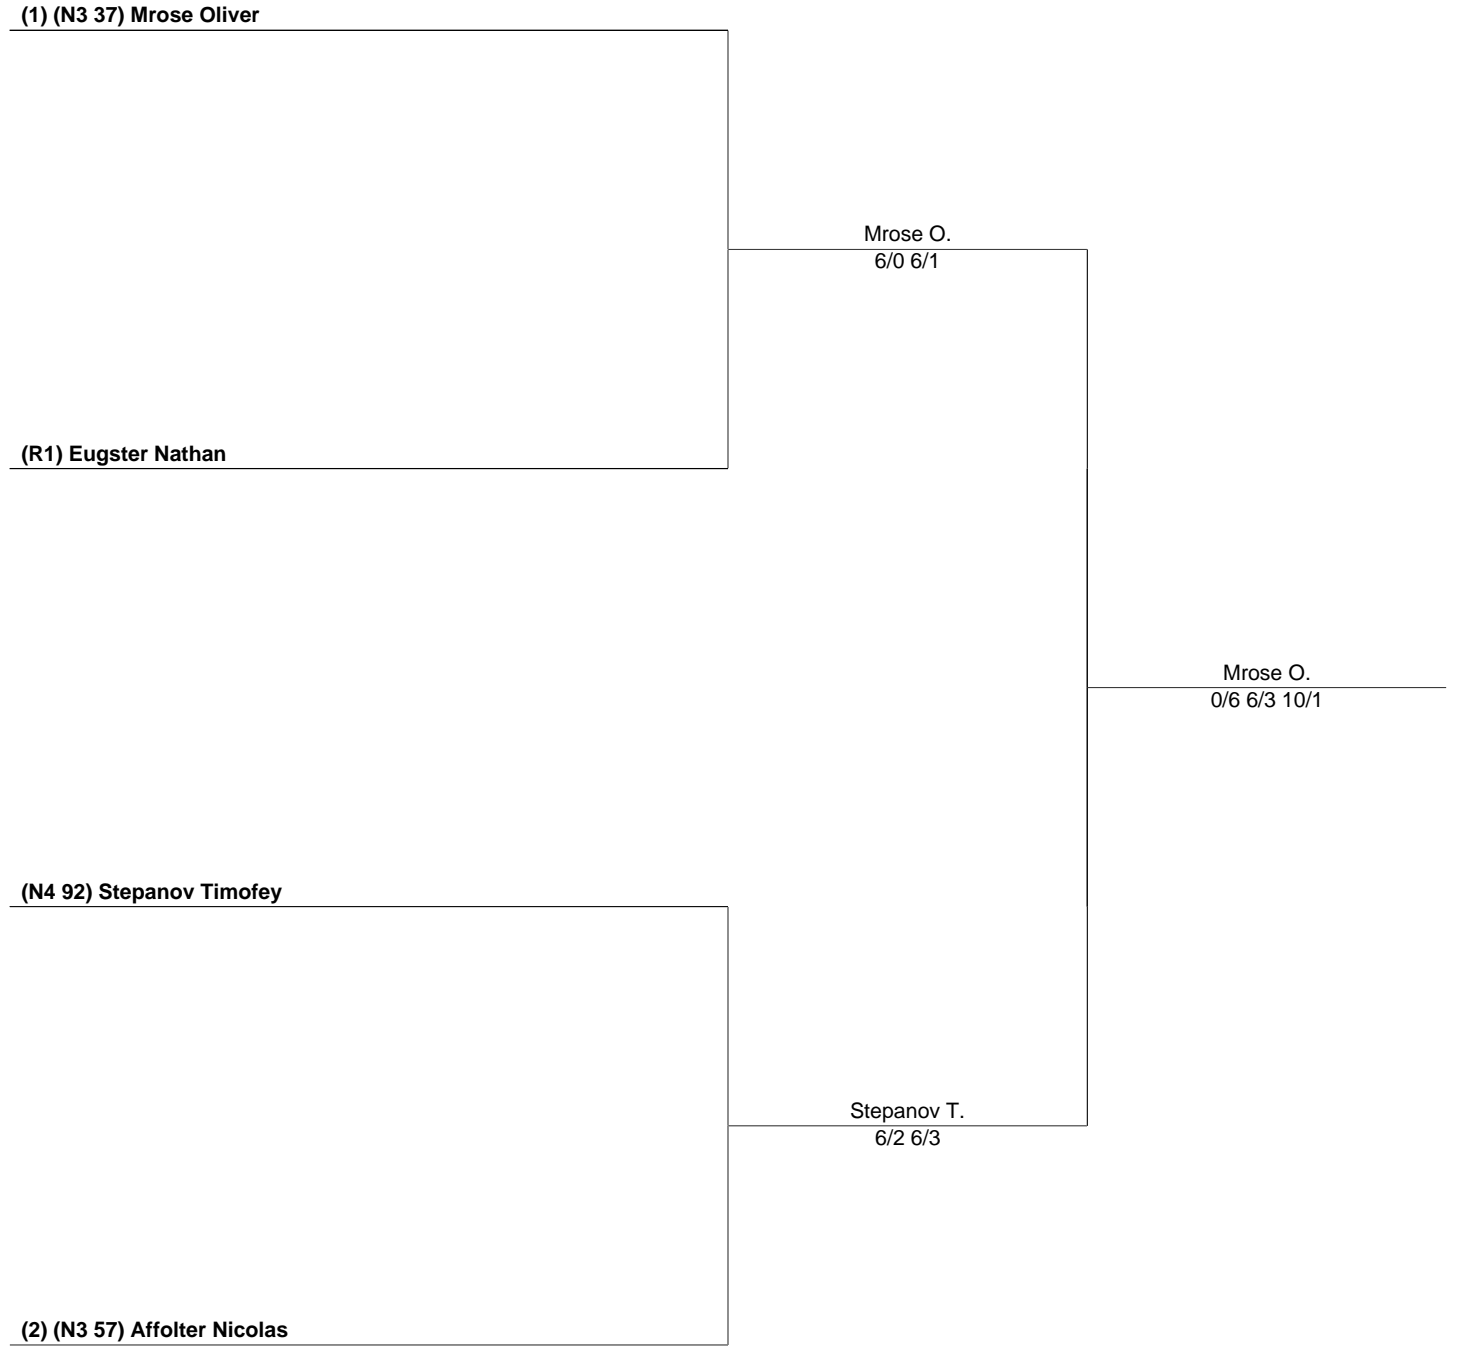 (1) (N3 37) Mrose Oliver
Mrose O.
6/0 6/1
(R1) Eugster Nathan
Mrose O.
0/6 6/3 10/1
(N4 92) Stepanov Timofey
Stepanov T.
6/2 6/3
(2) (N3 57) Affolter Nicolas